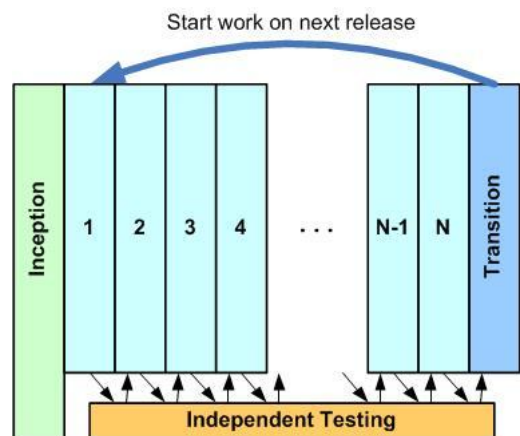 Start work on next release
Inception
1
2
3
4
. . .
N-1
N
Transition
Independent Testing